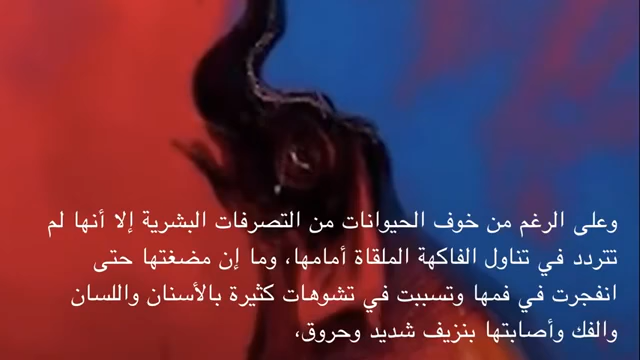 وعلى الرغم من خوف الحيوانات من التصرفات البشرية إلا أنها لم
تتردد في تناول الفاكهة الملقاة أمامها، وما إن مضغتها حتى
انفجرت في فمها وتسببت في تشوهات كثيرة بالأسنان واللسان
والفك وأصابتها بنزيف شديد وحروق،